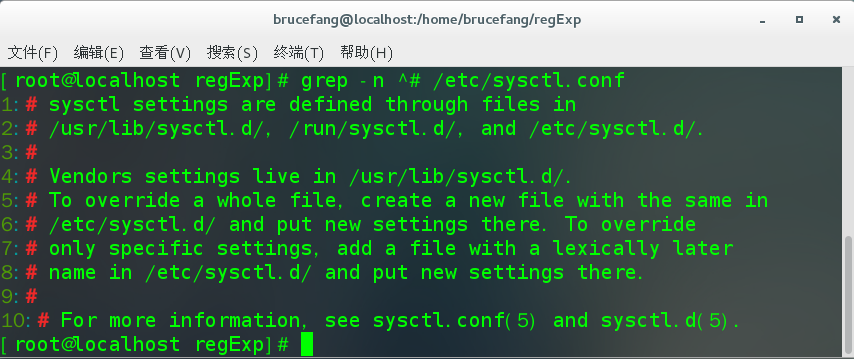 brucefang@localhost:/home/brucefang/regExp
文件(F) 编辑(E) 查看(V) 搜索(S) 终端(T) 帮助(H)
[root@localhost regExp]# grep -n ^# /etc/sysctl.conf
1:# sysctl settings are defined through files in
2:# /usr/lib/sysctl.d/, /run/sysctl.d/, and /etc/sysctl.d/.
3:#
4:# Vendors settings live in /usr/lib/sysctl.d/.
5:# To override a whole file, create a new file with the same in
6:# /etc/sysctl.d/ and put new settings there. To override
7:# only specific settings, add a file with a lexically later
8:# name in /etc/sysctl.d/ and put new settings there.
9:#
10:# For more information, see sysctl.conf(5) and sysctl.d(5).
[root@localhost regExp]#